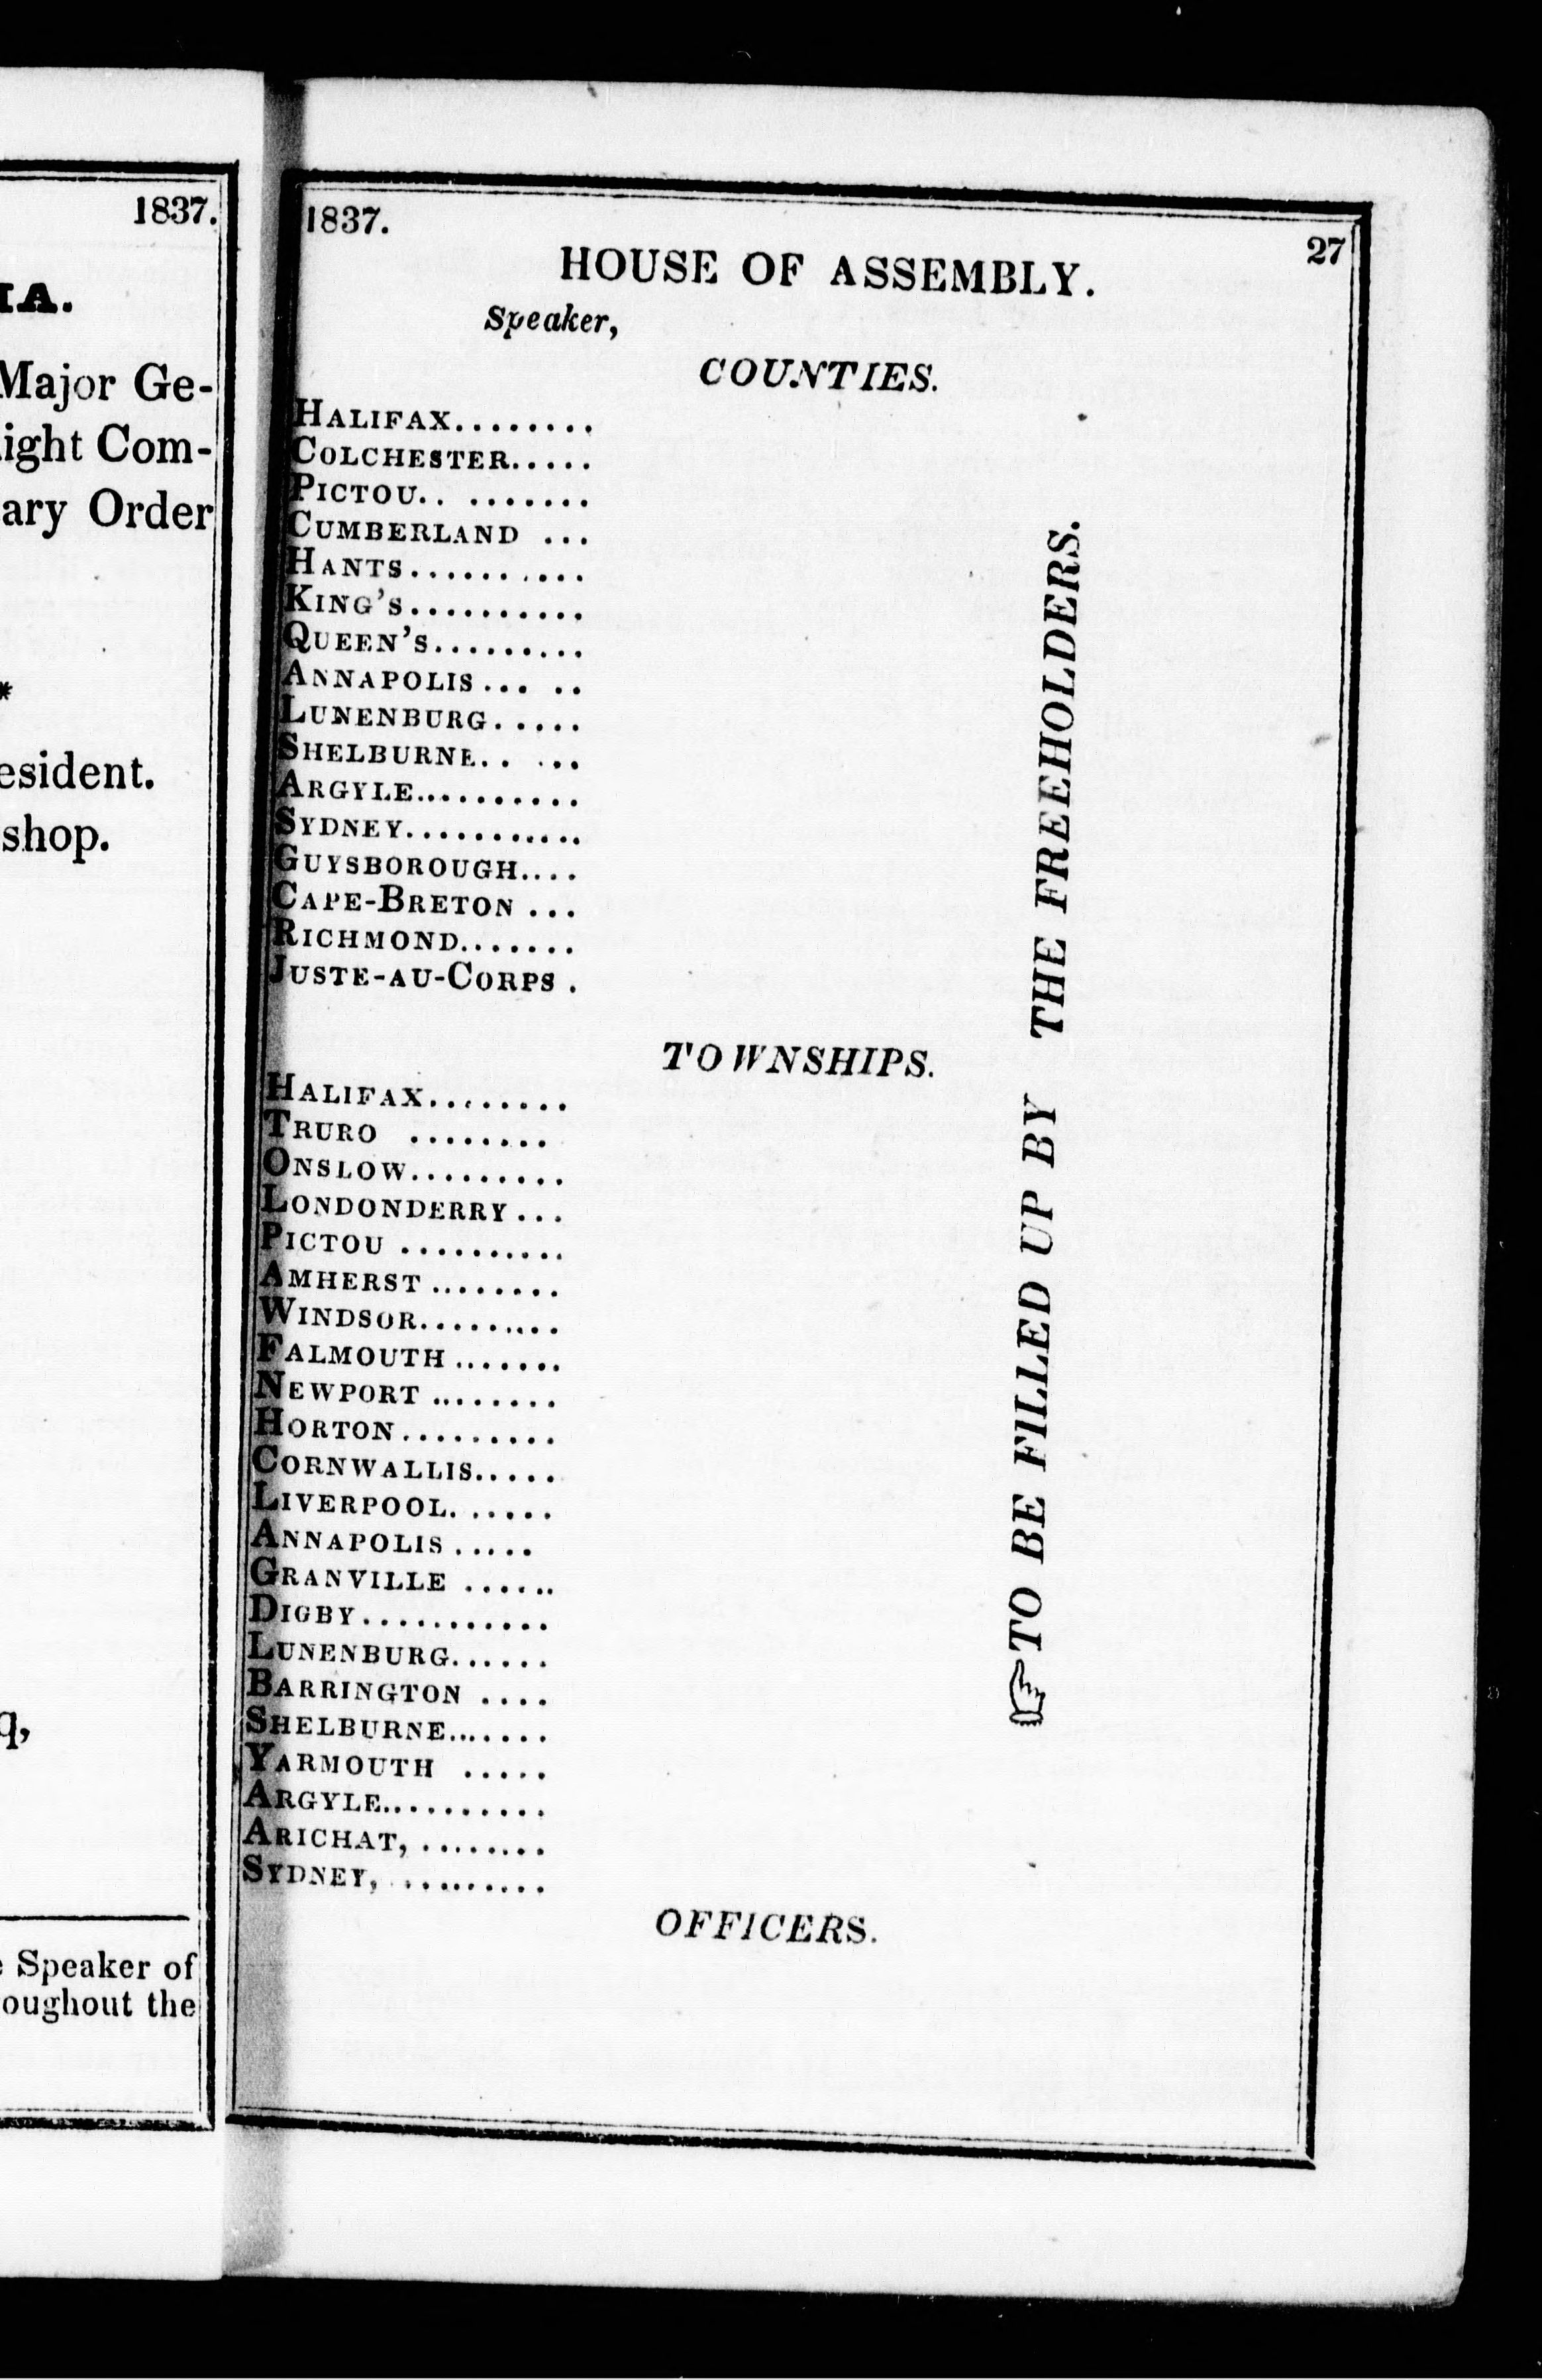 1837.
IA.
Major Ge-
ight Com-
ary Order
*
esident.
shop.
q,
Speaker of
oughout the
1837.
27
HOUSE OF ASSEMBLY.
Speaker,
COUNTIES.
HALIFAX........
COLCHESTER.....
PICTOU.. .......
CUMBERLAND ...
HANTS..........
KING'S..........
QUEEN'S.........
ANNAPOLIS... ..
LUNENBURG.....
SHELBURNE.. ...
ARGYLE..........
SYDNEY...........
GUYSBOROUGH....
CAPE-BRETON ...
RICHMOND.......
JUSTE-AU-CORPS .
TOWNSHIPS.
HALIFAX........
TRURO ........
ONSLOW.........
LONDONDERRY...
PICTOU ..........
AMHERST ........
WINDSOR.........
FALMOUTH .......
NEWPORT ........
HORTON.........
CORNWALLIS.....
LIVERPOOL......
ANNAPOLIS .....
GRANVILLE ......
DIGBY...........
LUNENBURG......
BARRINGTON ....
SHELBURNE.......
YARMOUTH .....
ARGYLE..........
ARICHAT, ........
SYDNEY, .........
OFFICERS.
☞TO BE FILLED UP BY THE FREEHOLDERS.